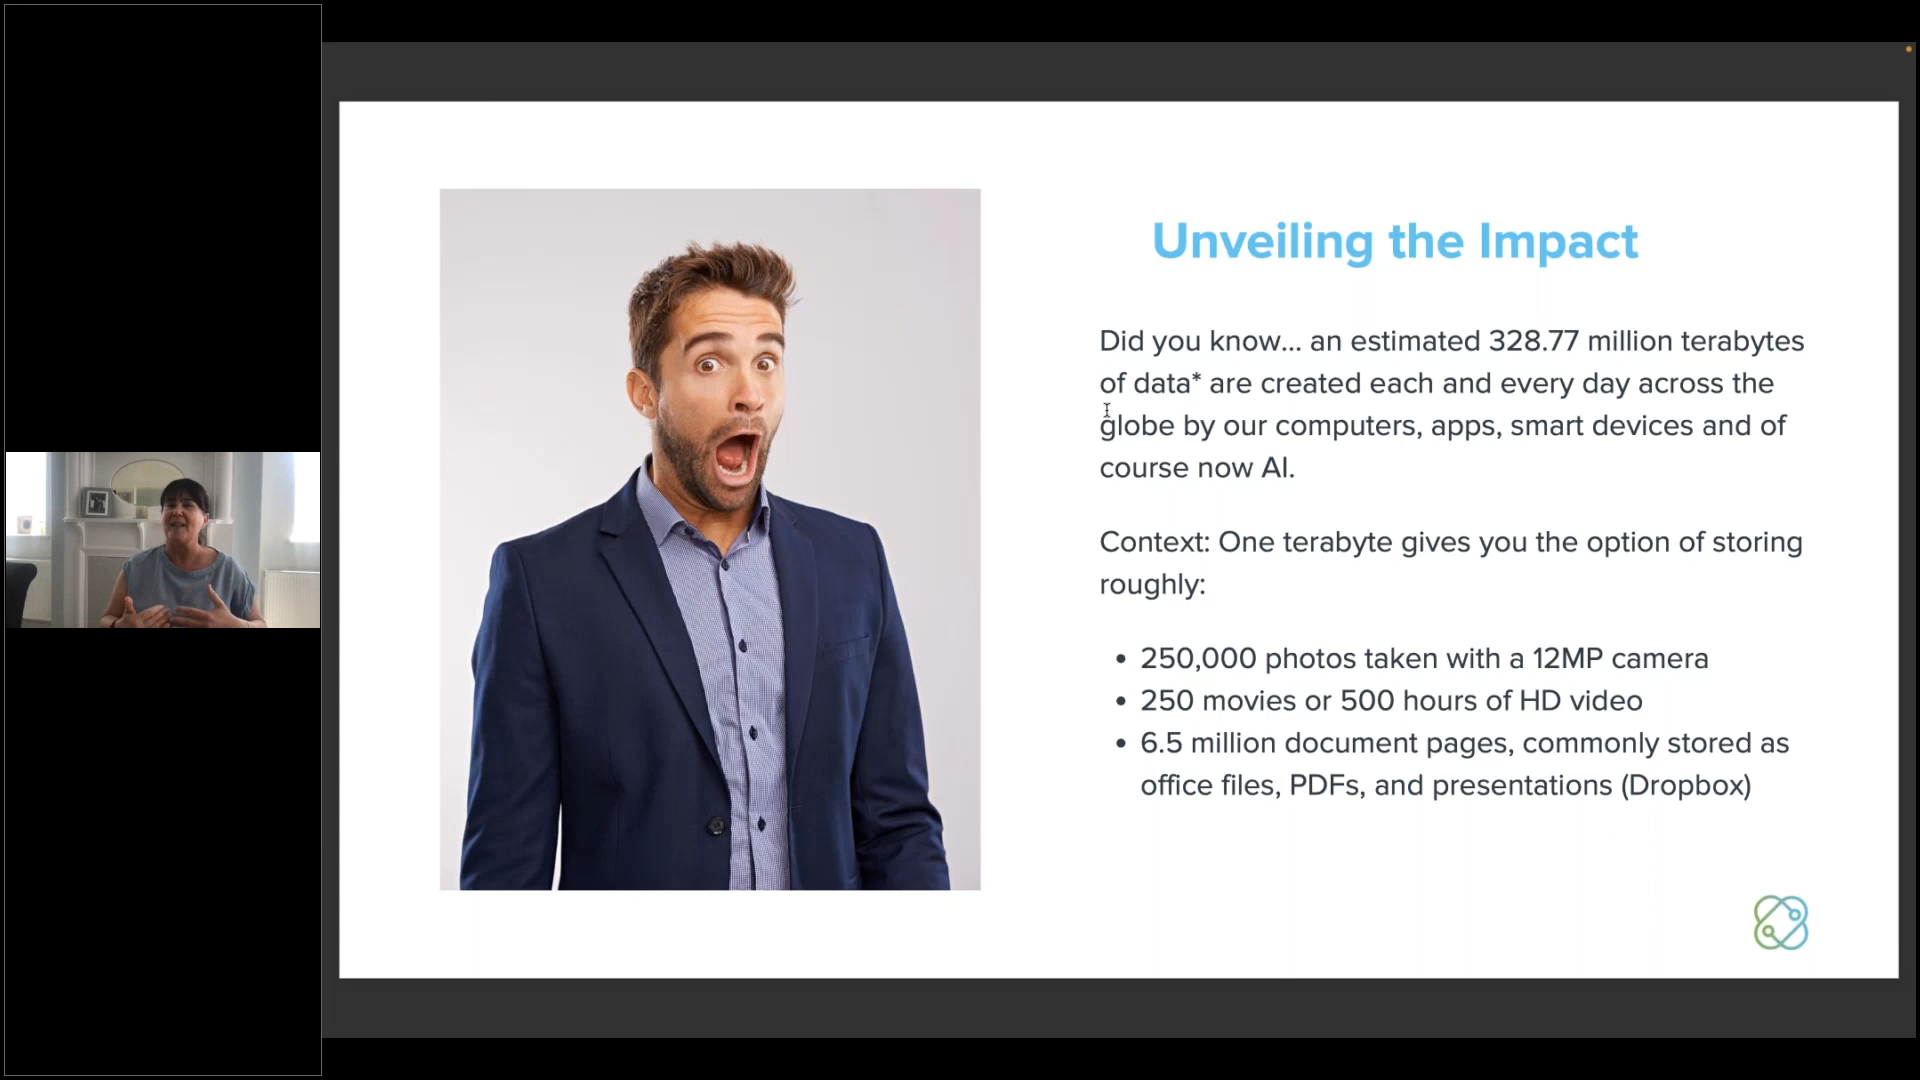 Unveiling the Impact
Did you know... an estimated 328.77 million terabytes
of data* are created each and every day across the
globe by our computers, apps, smart devices and of
course now AI.
Context: One terabyte gives you the option of storing
roughly:
• 250,000 photos taken with a 12MP camera
• 250 movies or 500 hours of HD video
• 6.5 million document pages, commonly stored as
office files, PDFs, and presentations (Dropbox)